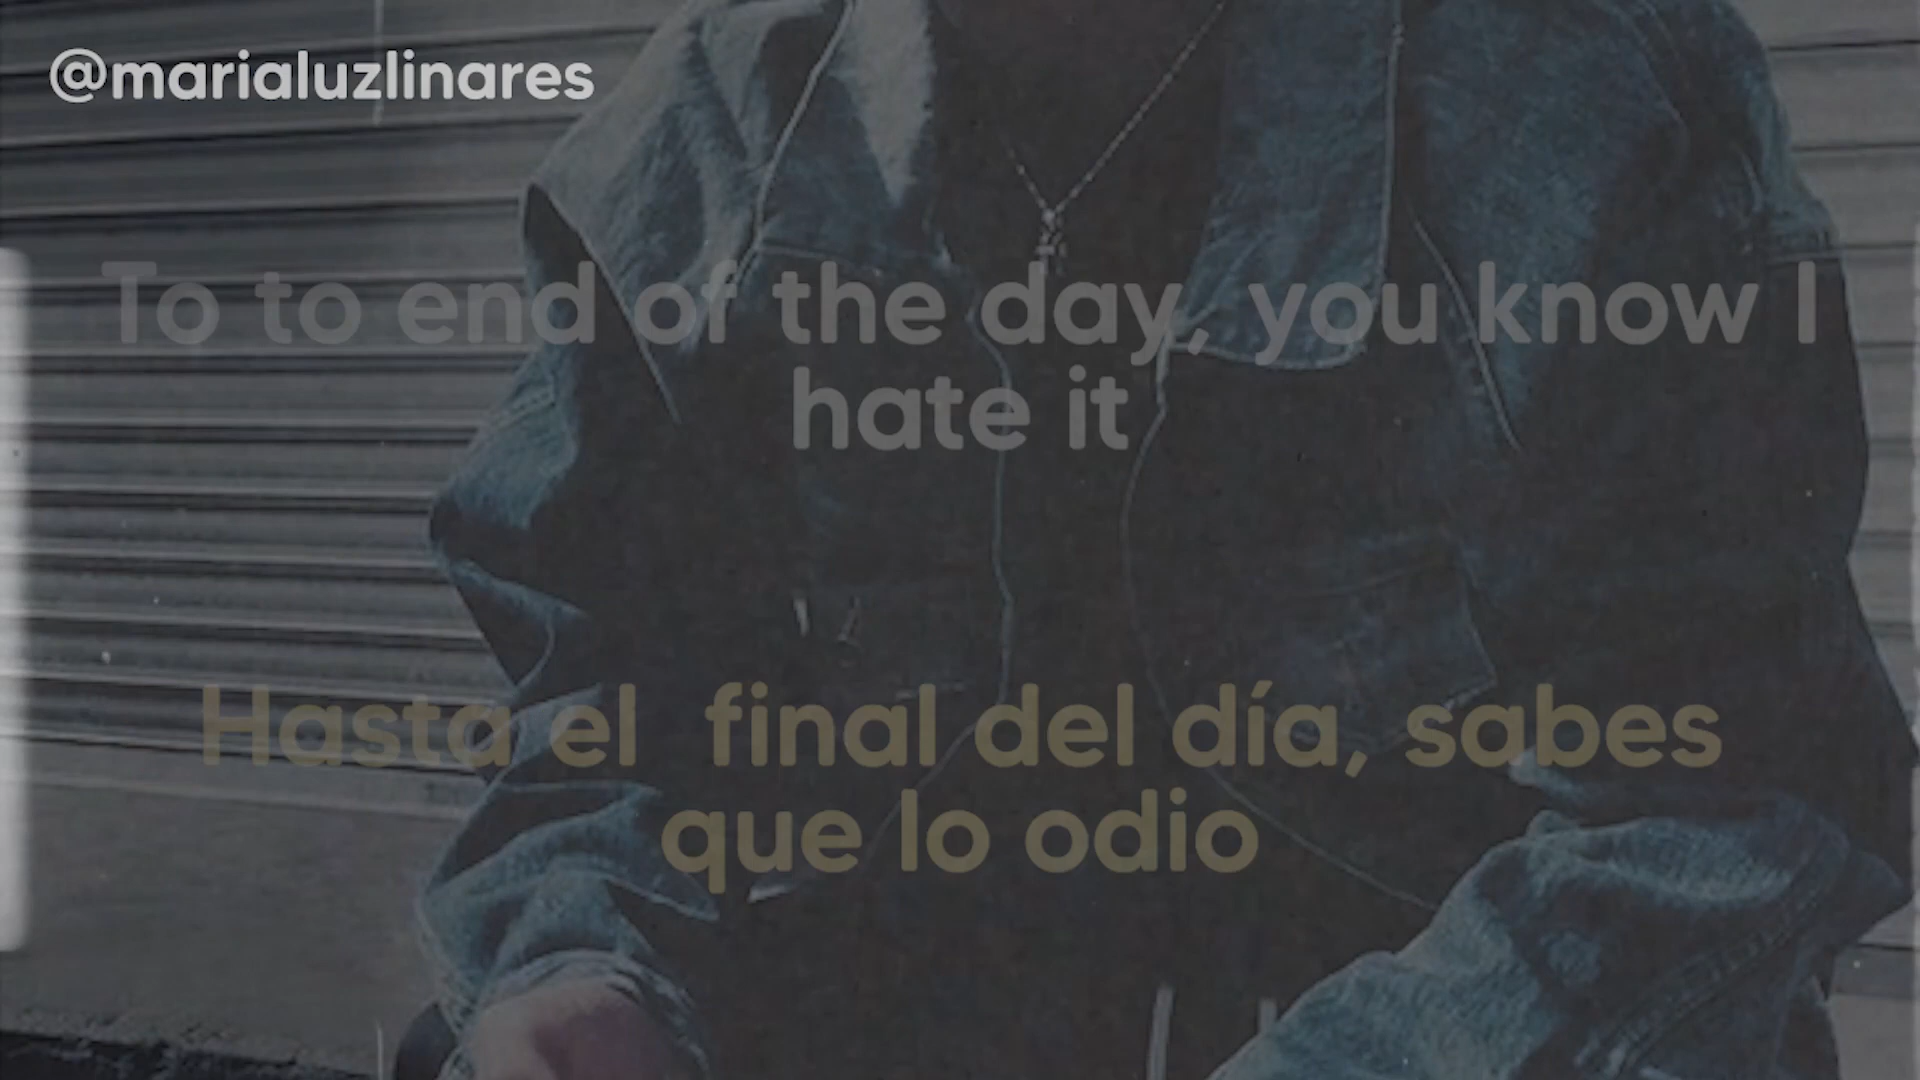 @marialuzlinares
To to end of the day, you know I
hate it
Hasta el final del día, sabes
que lo odio